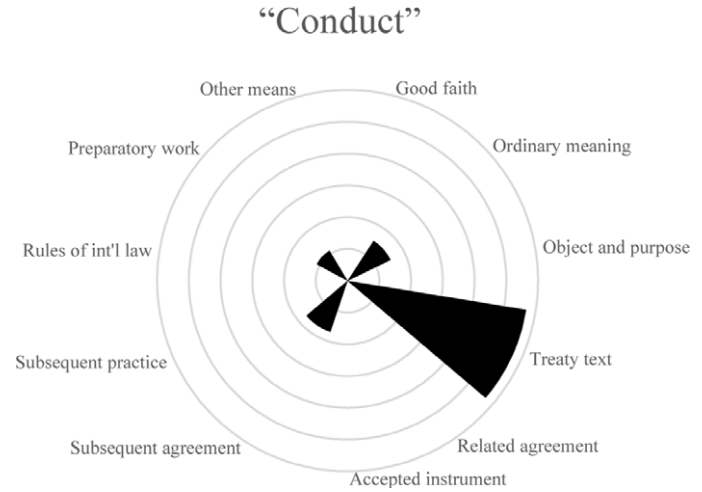 “Conduct”
Other means
Good faith
Preparatory work
Ordinary meaning
Rules of int'l law
Object and purpose
Subsequent practice
Treaty text
Subsequent agreement
Related agreement
Accepted instrument